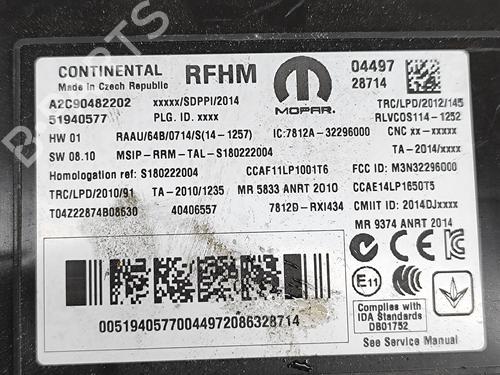 CONTINENTAL RFHM 04497
Made in Czech Republic 28714
MOPAR®
A2C90482202 xxxxx/SDPPI/2014 TRC/LPD/2012/145
51940577 PLG. ID. xxxx RLVCOS114-1252
HW 01 RAAU/64B/0714/S(14-1257) IC:7812A-32296000 CNC xx-xxxxx
SW 08.10 MSIP-RRM-TAL-S180222004 TA-2014/xxxx
Homologation ref: S180222004 CCAF11LP1001T6 FCC ID: M3N32296000
TRC/LPD/2010/91 TA-2010/1235 MR 5833 ANRT 2010 CCAE14LP1650T5
T04Z22874B08630 40406557 7812D-RXI434 CMIIT ID: 2014DJxxxx
MR 9374 ANRT 2014
E11
0051940577004497208632​8714
Complies with
IDA Standards
DB01752
See Service Manual